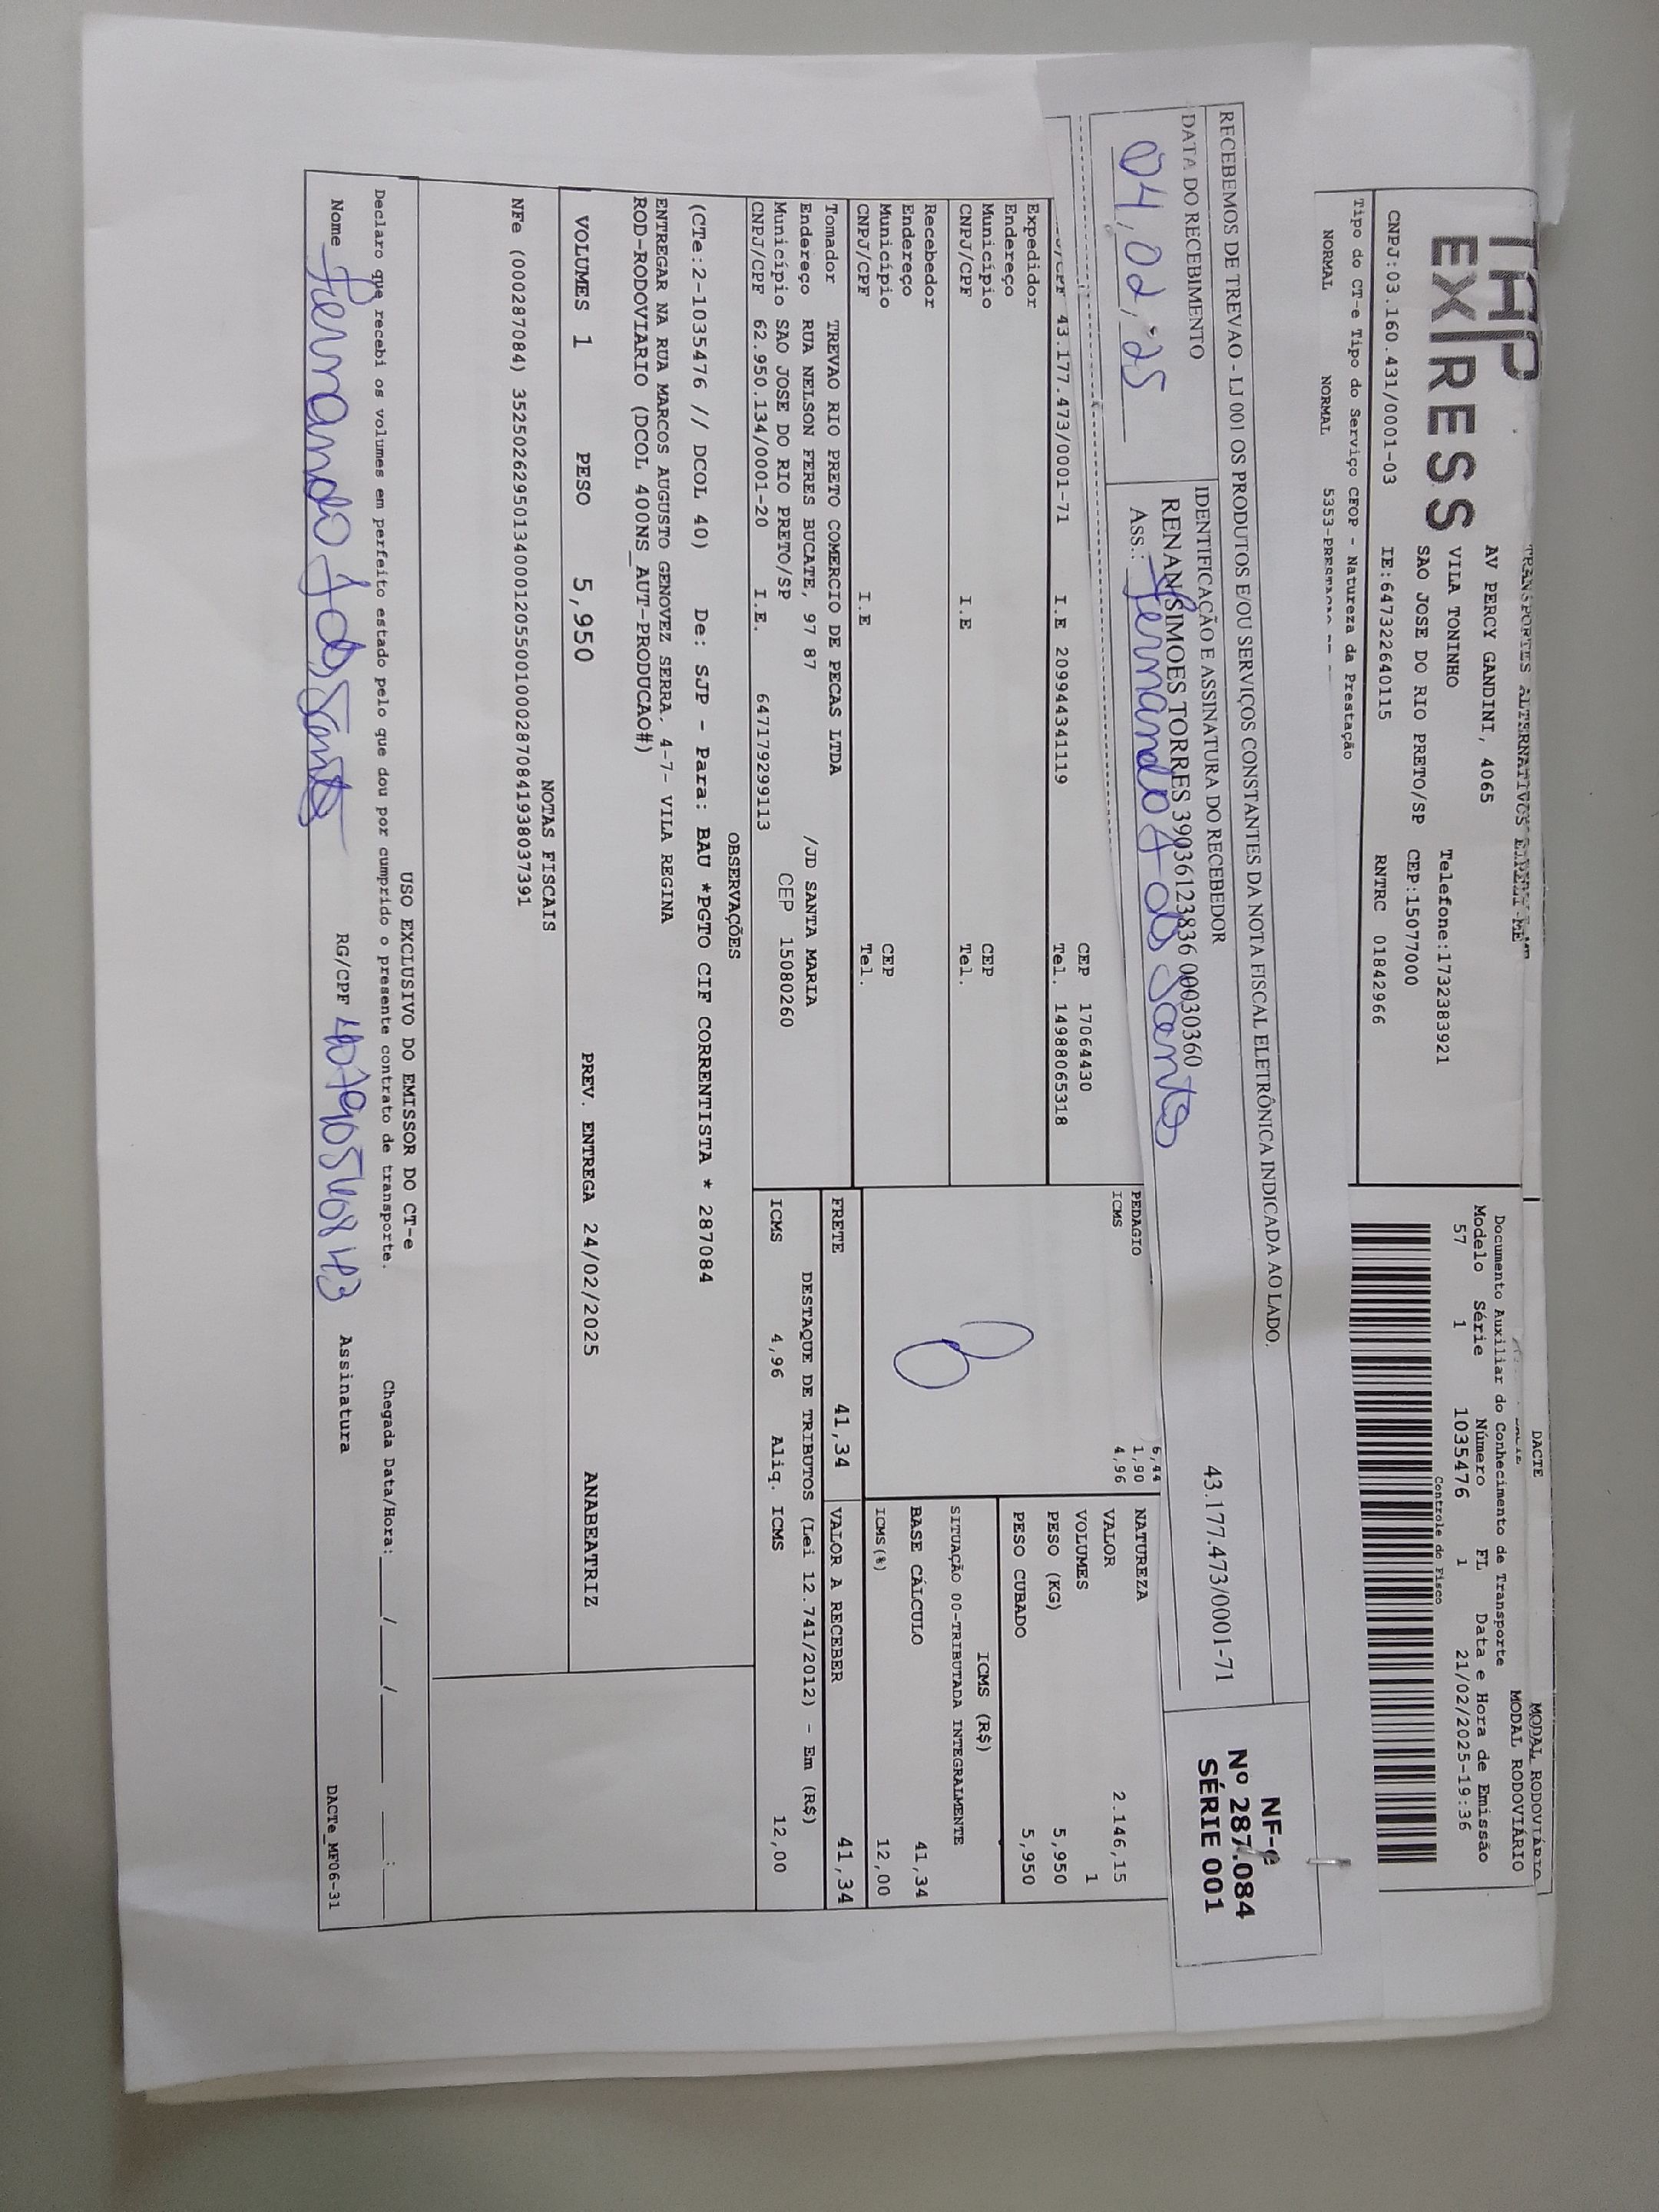 TAP
EXPRESS
AV PERCY GANDINI, 4065
VILA TONINHO
SAO JOSE DO RIO PRETO/SP
Telefone:1732383921
CEP:15077000
CNPJ:03.160.431/0001-03 IE:647322640115 RNTRC 01842966
DACTE
MODAL RODOVIÁRIO
MODAL RODOVIÁRIO
Documento Auxiliar do Conhecimento de Transporte
Modelo Série Número FL Data e Hora de Emissão
57 1 1035476 1 21/02/2025-19:36
Controle do Fisco
Tipo do CT-e Tipo do Serviço CFOP - Natureza da Prestação
NORMAL NORMAL
RECEBEMOS DE TREVAO - LJ 001 OS PRODUTOS E/OU SERVIÇOS CONSTANTES DA NOTA FISCAL ELETRÔNICA INDICADA AO LADO.
DATA DO RECEBIMENTO
IDENTIFICAÇÃO E ASSINATURA DO RECEBEDOR
RENAN SIMOES TORRES 39036123836 00030360 43.177.473/0001-71
Ass.: Fernando
NF-e
Nº 287.084
SÉRIE 001
43.177.473/0001-71 I.E 209944341119
CEP 17064430
Tel. 14988065318
Expedidor
Endereço
Município CEP
CNPJ/CPF I.E Tel.
Recebedor
Endereço
Município CEP
CNPJ/CPF I.E Tel.
6,44
PEDAGIO 1,90
ICMS 4,96
NATUREZA
VALOR 2.146,15
VOLUMES 1
PESO (KG) 5,950
PESO CUBADO 5,950
ICMS (R$)
SITUAÇÃO 00-TRIBUTADA INTEGRALMENTE
BASE CÁLCULO 41,34
ICMS(%) 12,00
Tomador TREVAO RIO PRETO COMERCIO DE PECAS LTDA
Endereço RUA NELSON FERES BUCATE, 97 87 /JD SANTA MARIA
Município SAO JOSE DO RIO PRETO/SP CEP 15080260
CNPJ/CPF 62.950.134/0001-20 I.E. 647179299113
FRETE 41,34 VALOR A RECEBER 41,34
DESTAQUE DE TRIBUTOS (Lei 12.741/2012) - Em (R$)
ICMS 4,96 Aliq. ICMS 12,00
OBSERVAÇÕES
(CTe:2-1035476 // DCOL 40) De: SJP - Para: BAU *PGTO CIF CORRENTISTA * 287084
ENTREGAR NA RUA MARCOS AUGUSTO GENOVEZ SERRA, 4-7- VILA REGINA
ROD-RODOVIARIO (DCOL 400NS_AUT-PRODUCAO#)
VOLUMES 1 PESO 5,950 PREV. ENTREGA 24/02/2025 ANABEATRIZ
NOTAS FISCAIS
NFe (000287084) 35250262950134000120550010002870841938037391
USO EXCLUSIVO DO EMISSOR DO CT-e
Declaro que recebi os volumes em perfeito estado pelo que dou por cumprido o presente contrato de transporte. Chegada Data/Hora:____/____/____ ____:____
Nome Fernando RG/CPF Assinatura
DACTe_MF06-31